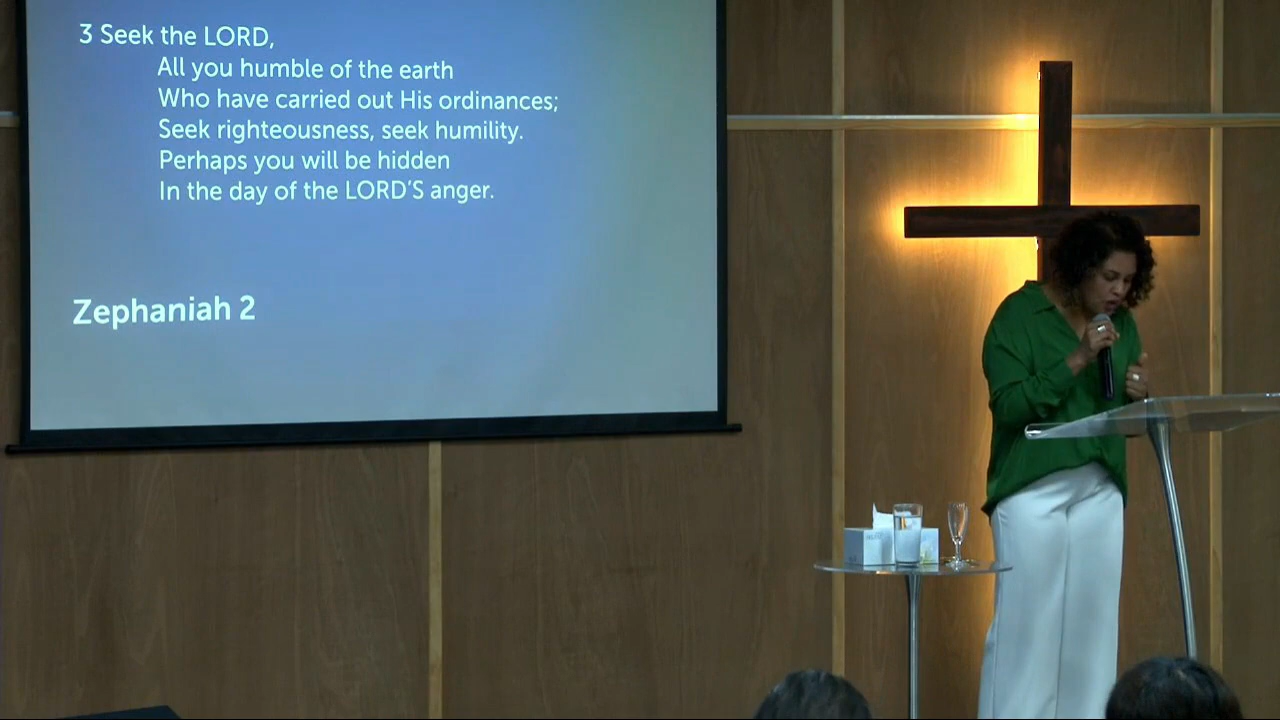 3 Seek the LORD,
All you humble of the earth
Who have carried out His ordinances;
Seek righteousness, seek humility.
Perhaps you will be hidden
In the day of the LORD'S anger.
Zephaniah 2